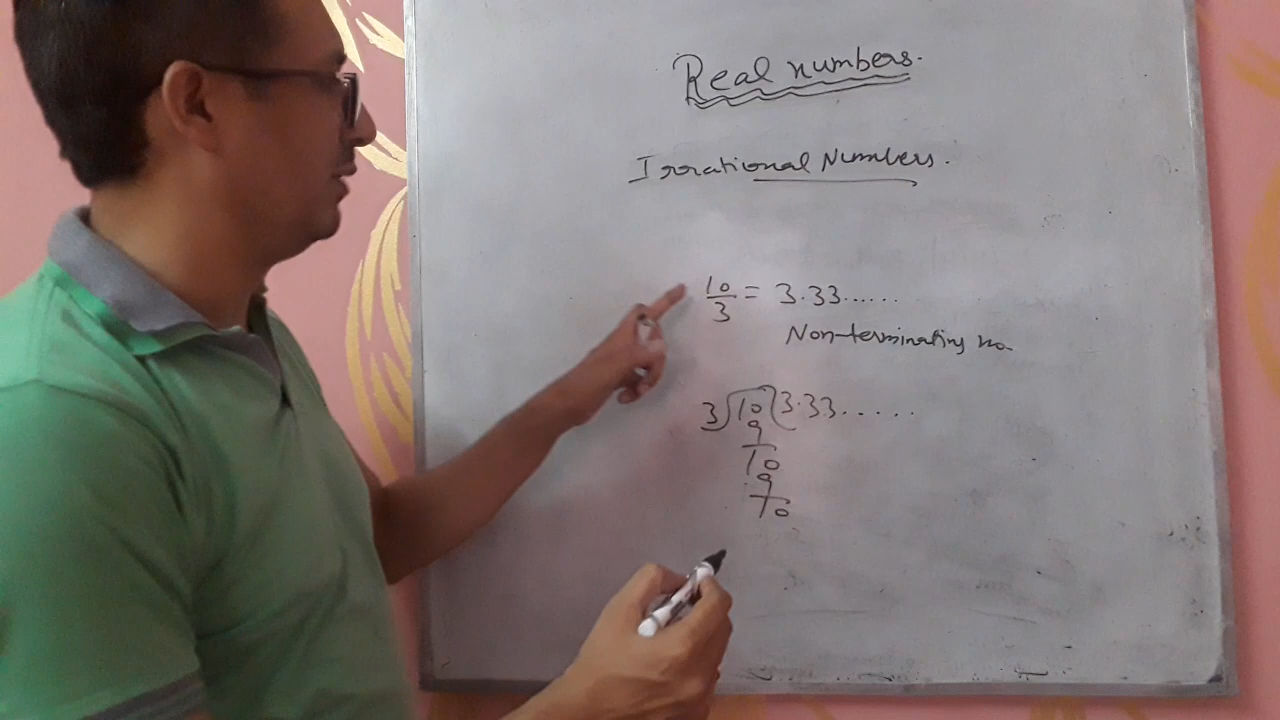 Real numbers.
Irrational Numbers.
10/3 = 3.33......
Non-terminating no
3)10(3.33......
9
10
9
10